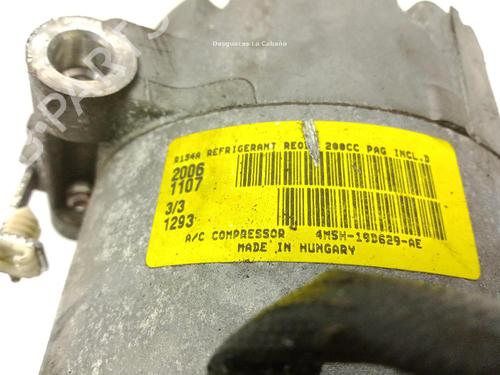 Desguaces La Cabaña
R134A REFRIGERANT REQ. 200CC PAG INCL.D
2006
1107
3/3
1293
A/C COMPRESSOR 4M5H-19D629-AE
MADE IN HUNGARY